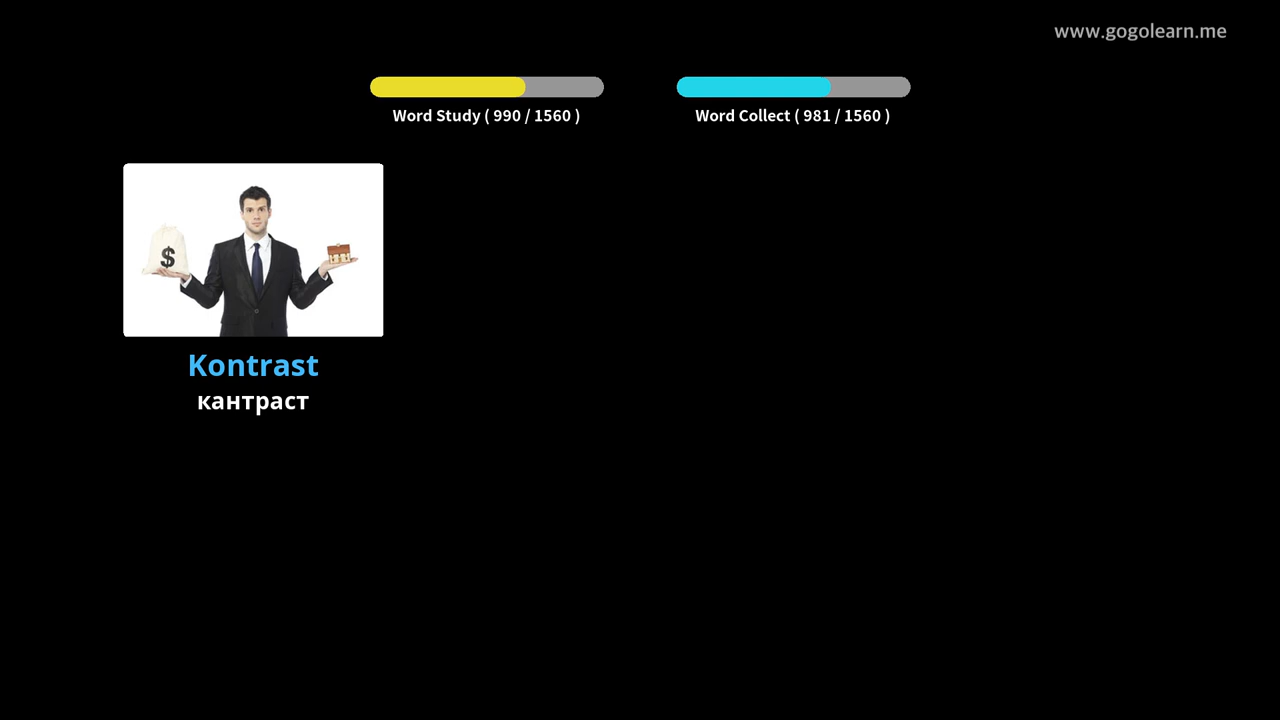 www.gogolearn.me
Word Study ( 990 / 1560 )
Word Collect ( 981 / 1560 )
$
Kontrast
кантраст